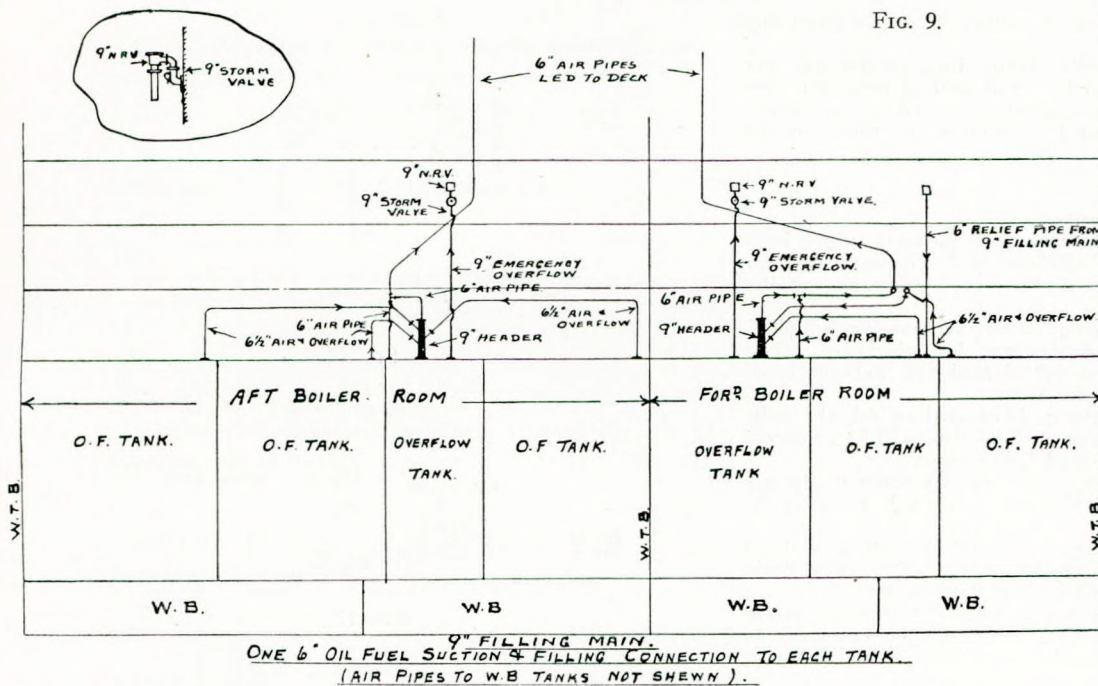 FIG. 9.
9" N.R.V.
9" STORM
VALVE
6" AIR PIPES
LED TO DECK
9" N.R.V.
9" STORM
VALVE
9" N.R.V
9" STORM VALVE.
6" RELIEF PIPE FROM
9" FILLING MAIN
9" EMERGENCY
OVERFLOW
6" AIR PIPE
9" EMERGENCY
OVERFLOW.
6" AIR PIPE
6" AIR PIPE
6½" AIR & OVERFLOW
9" HEADER
6½" AIR &
OVERFLOW
9" HEADER
6" AIR PIPE
6½" AIR & OVERFLOW.
AFT BOILER ROOM
FORD BOILER ROOM
O.F. TANK.
O.F. TANK.
OVERFLOW
TANK.
O.F. TANK
OVERFLOW
TANK
O.F. TANK
O.F. TANK.
W.T.B.
W.T.B.
W.T.B.
W.B.
W.B
W.B.
W.B.
9" FILLING MAIN.
ONE 6" OIL FUEL SUCTION & FILLING CONNECTION TO EACH TANK.
(AIR PIPES TO W.B TANKS NOT SHEWN).